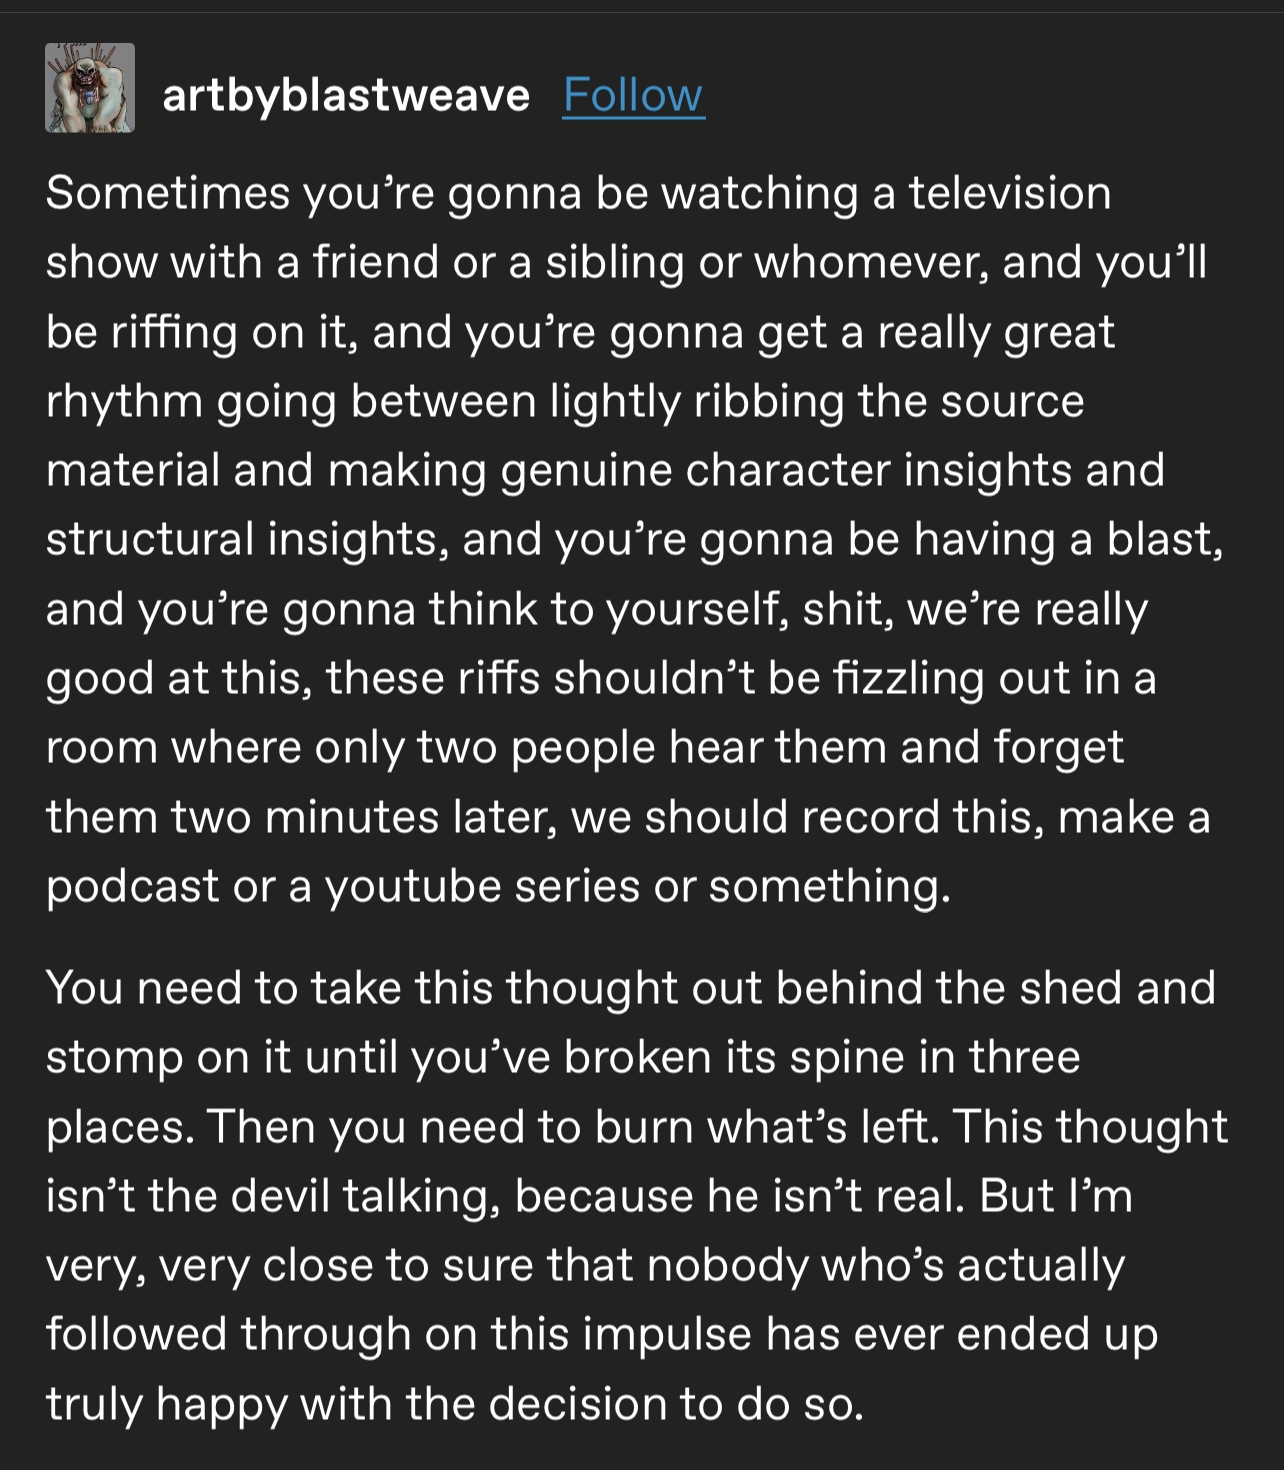 artbyblastweave Follow
Sometimes you’re gonna be watching a television
show with a friend or a sibling or whomever, and you’ll
be riffing on it, and you’re gonna get a really great
rhythm going between lightly ribbing the source
material and making genuine character insights and
structural insights, and you’re gonna be having a blast,
and you’re gonna think to yourself, shit, we’re really
good at this, these riffs shouldn’t be fizzling out in a
room where only two people hear them and forget
them two minutes later, we should record this, make a
podcast or a youtube series or something.
You need to take this thought out behind the shed and
stomp on it until you’ve broken its spine in three
places. Then you need to burn what’s left. This thought
isn’t the devil talking, because he isn’t real. But I’m
very, very close to sure that nobody who’s actually
followed through on this impulse has ever ended up
truly happy with the decision to do so.